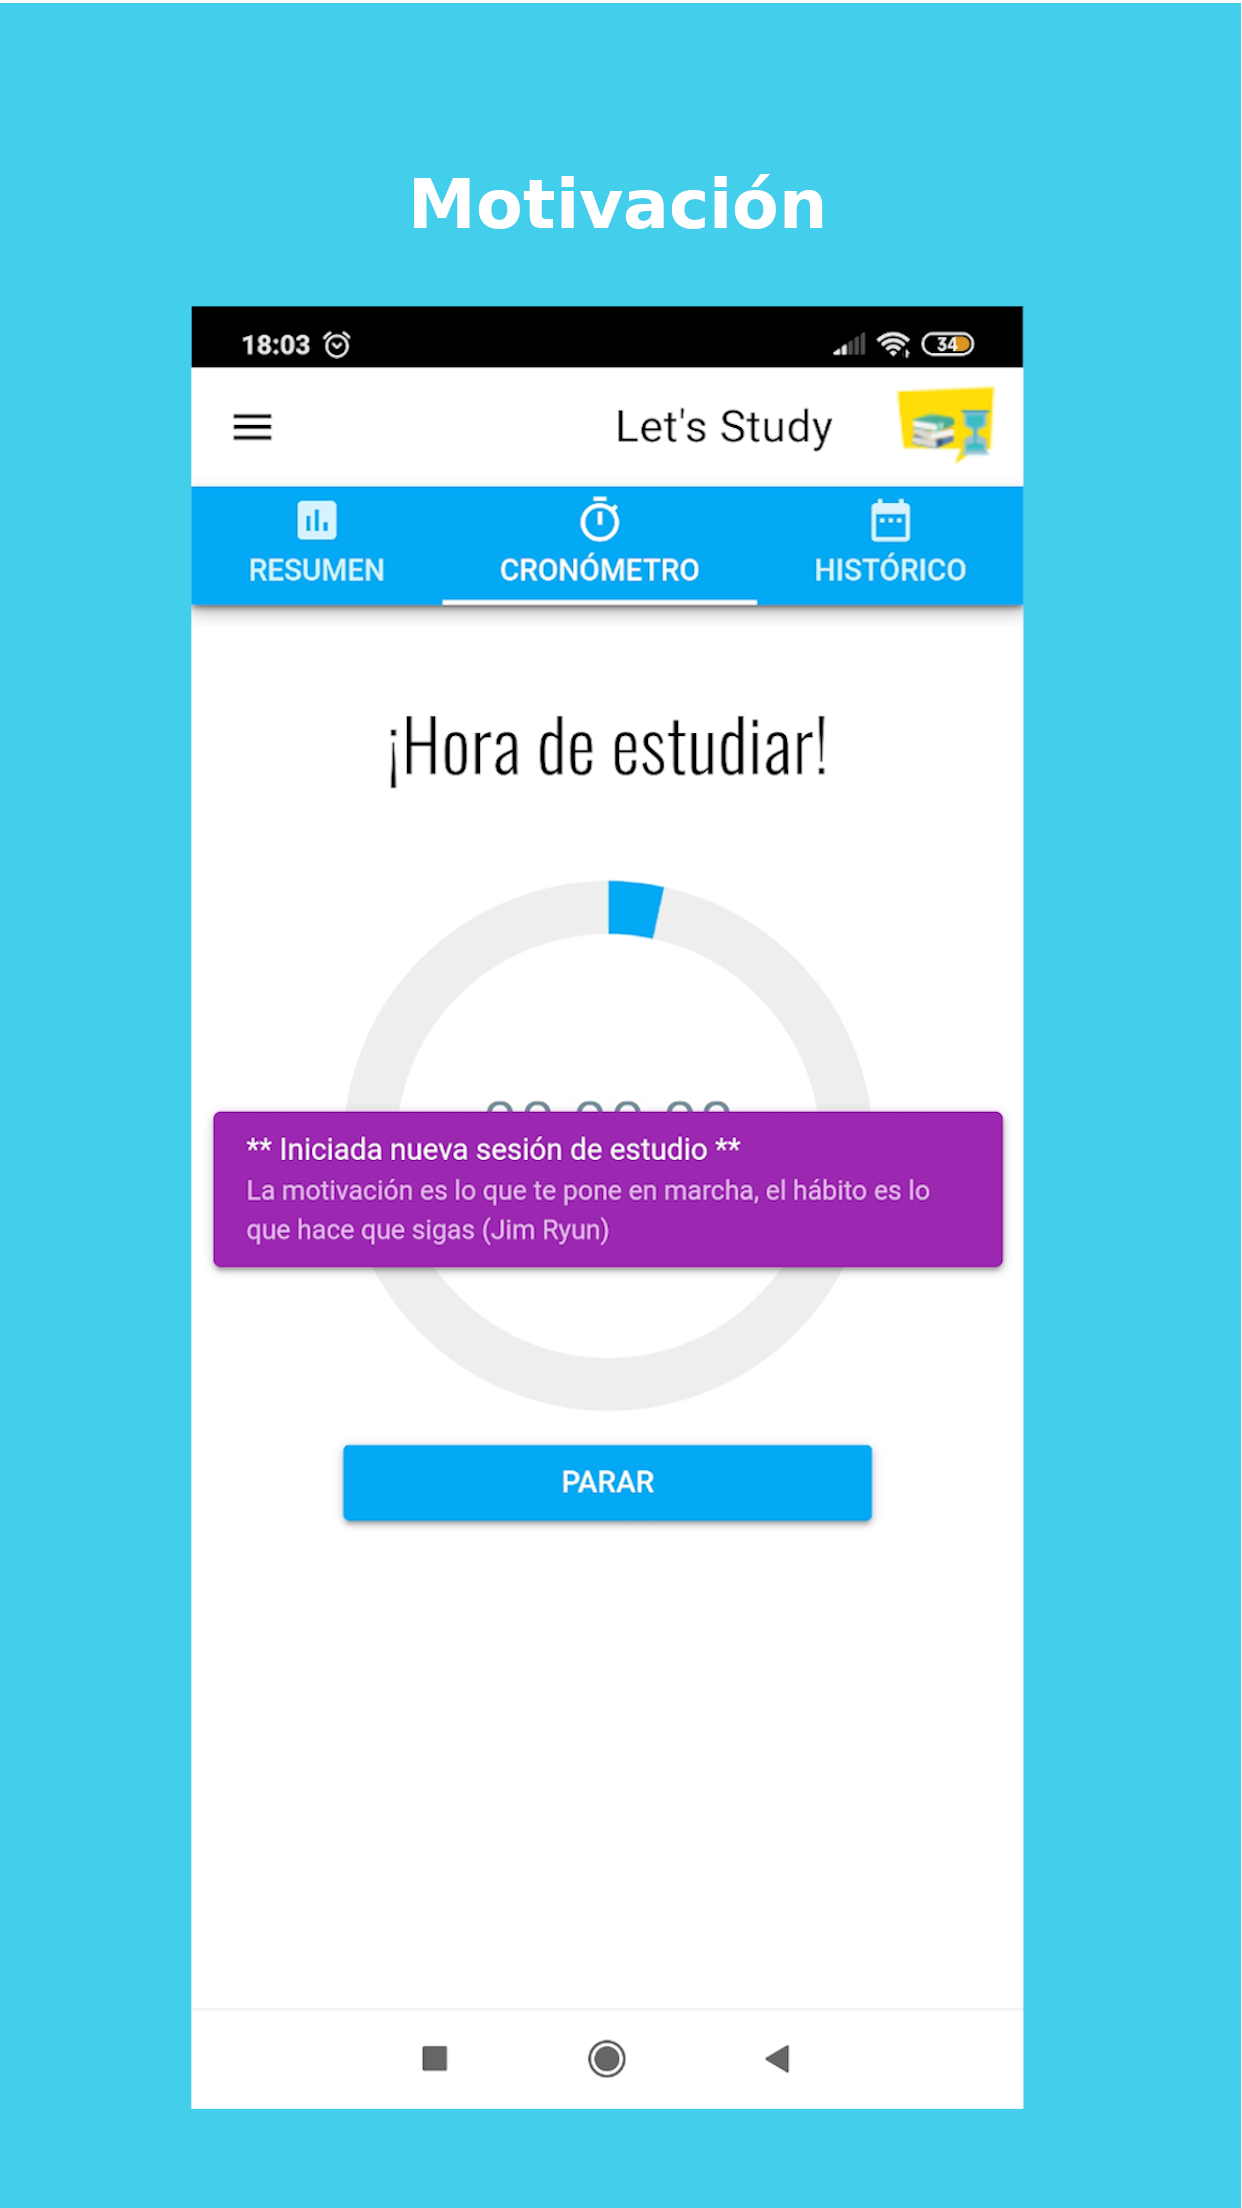 Motivación
18:03
34
Let's Study
RESUMEN
CRONÓMETRO
HISTÓRICO
¡Hora de estudiar!
** Iniciada nueva sesión de estudio **
La motivación es lo que te pone en marcha, el hábito es lo
que hace que sigas (Jim Ryun)
PARAR